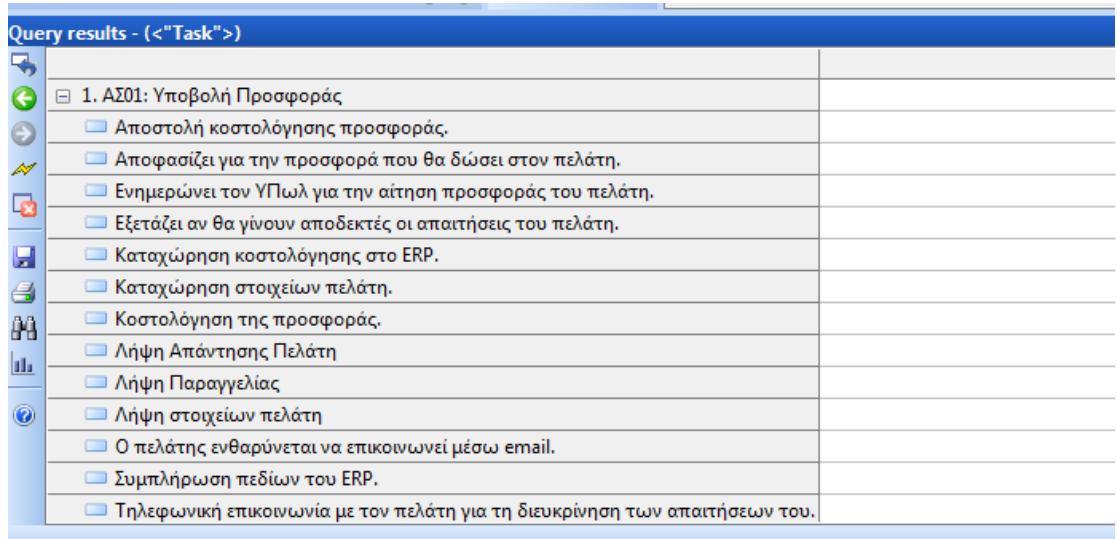 Query results - (<"Task">)
1. ΑΣ01: Υποβολή Προσφοράς
Αποστολή κοστολόγησης προσφοράς.
Αποφασίζει για την προσφορά που θα δώσει στον πελάτη.
Ενημερώνει τον ΥΠωλ για την αίτηση προσφοράς του πελάτη.
Εξετάζει αν θα γίνουν αποδεκτές οι απαιτήσεις του πελάτη.
Καταχώρηση κοστολόγησης στο ERP.
Καταχώρηση στοιχείων πελάτη.
Κοστολόγηση της προσφοράς.
Λήψη Απάντησης Πελάτη
Λήψη Παραγγελίας
Λήψη στοιχείων πελάτη
Ο πελάτης ενθαρύνεται να επικοινωνεί μέσω email.
Συμπλήρωση πεδίων του ERP.
Τηλεφωνική επικοινωνία με τον πελάτη για τη διευκρίνηση των απαιτήσεων του.